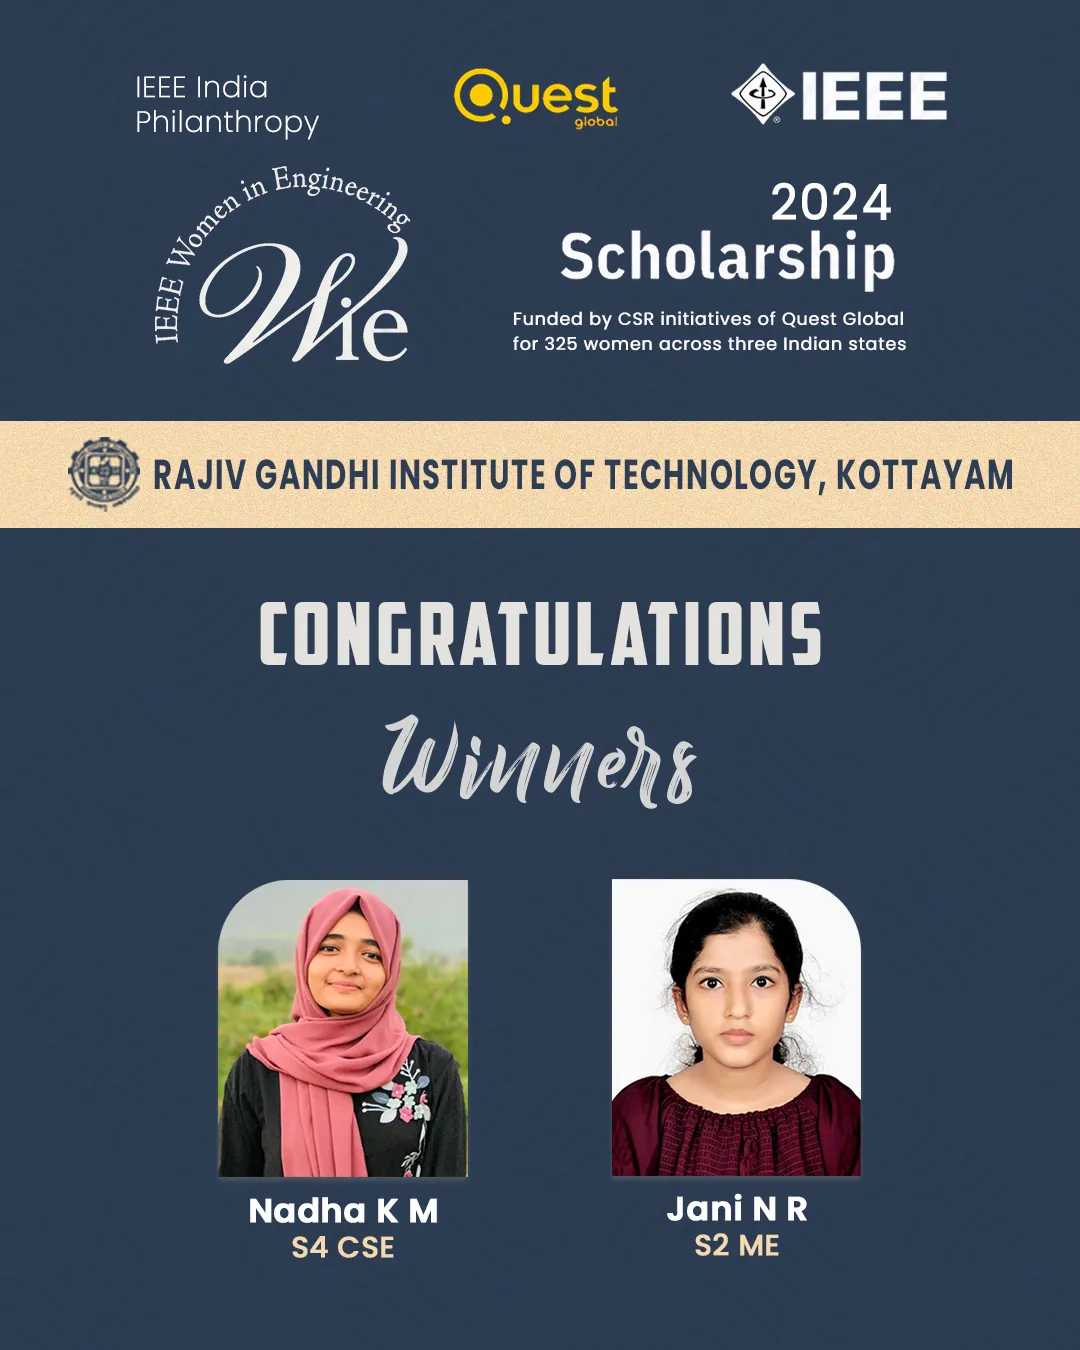 IEEE India
Philanthropy
Quest
global
IEEE
IEEE Women in Engineering
Wie
2024
Scholarship
Funded by CSR initiatives of Quest Global
for 325 women across three Indian states
RAJIV GANDHI INSTITUTE OF TECHNOLOGY, KOTTAYAM
CONGRATULATIONS
Winners
Nadha K M
S4 CSE
Jani N R
S2 ME